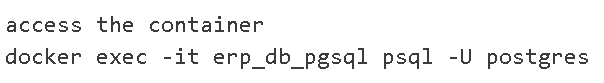 access the container
docker exec -it erp_db_pgsql psql -U postgres